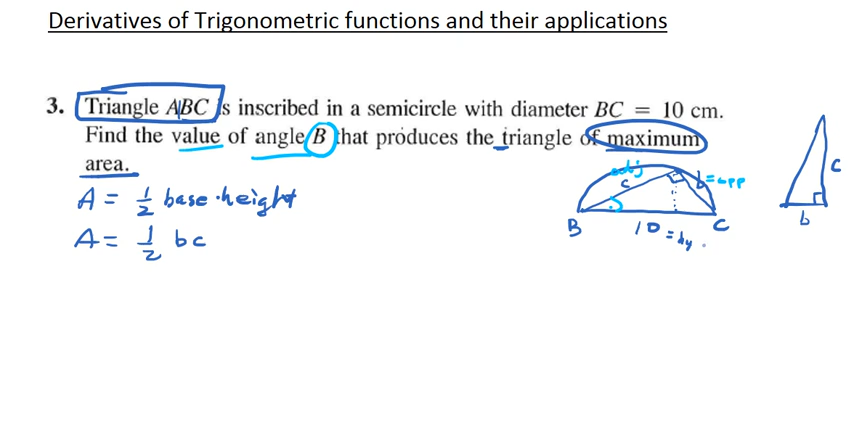 Derivatives of Trigonometric functions and their applications
3. Triangle ABC is inscribed in a semicircle with diameter BC = 10 cm.
Find the value of angle B that produces the triangle of maximum
area.
A = 1/2 base · height
A = 1/2 bc
adj
c
b = opp
B
10 = hy
C
c
b